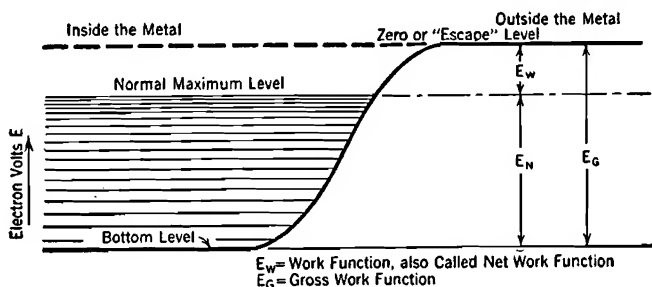 Inside the Metal
Outside the Metal
Zero or "Escape" Level
Normal Maximum Level
Electron Volts E
Bottom Level
E_W
E_N
E_G
E_W= Work Function, also Called Net Work Function
E_G= Gross Work Function